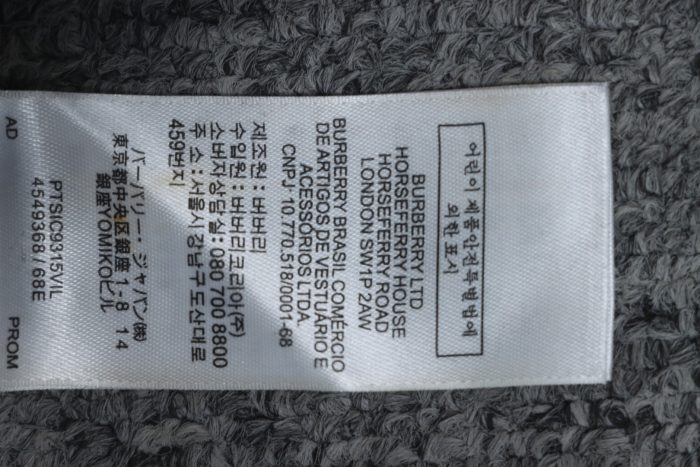 어린이 제품안전특별법에
의한 표시
BURBERRY LTD
HORSEFERRY HOUSE
HORSEFERRY ROAD
LONDON SW1P 2AW
BURBERRY BRASIL COMÉRCIO
DE ARTIGOS DE VESTUÁRIO E
ACESSÓRIOS LTDA.
CNPJ- 10.770.518/0001-68
제조원 : 버버리
수입원 : 버버리코리아(주)
소비자상담실: 080 700 8800
주 소 : 서울시 강남구 도산대로
459번지
バーバリー・ジャパン(株)
東京都中央区銀座 1- 8 14
銀座YOMIKOビル
PTSIC9315VIL
4549368 / 68E
AD PROM